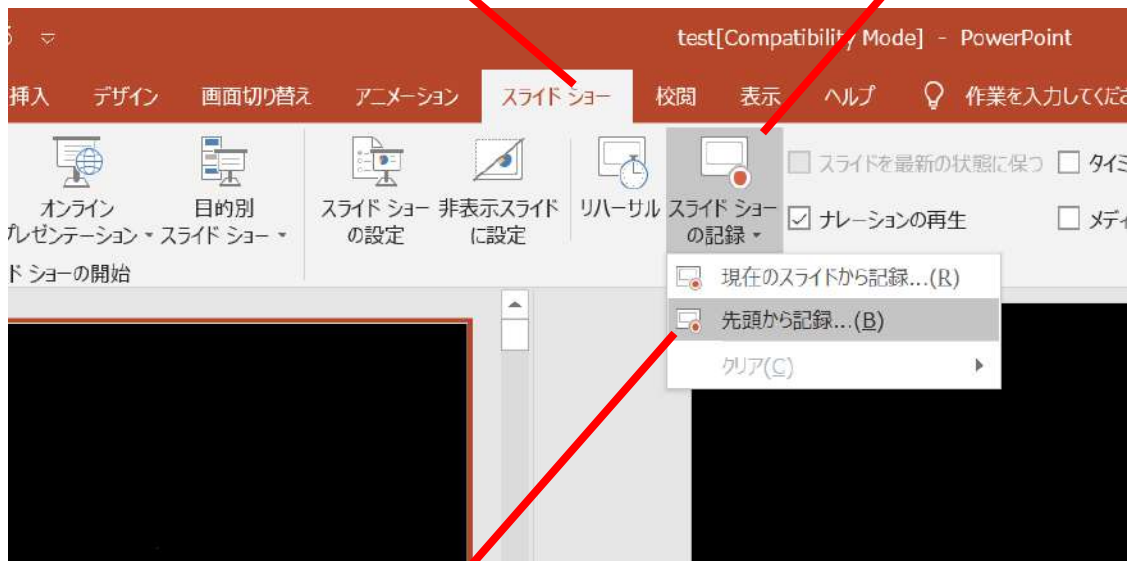 test[Compatibility Mode] - PowerPoint
挿入 デザイン 画面切り替え アニメーション スライド ショー 校閲 表示 ヘルプ 作業を入力してくださ
オンライン
プレゼンテーション
目的別
スライド ショー
スライド ショー
の設定
非表示スライド
に設定
リハーサル
スライド ショー
の記録
スライドを最新の状態に保つ
ナレーションの再生
タイミ
メディ
ド ショーの開始
現在のスライドから記録...(R)
先頭から記録...(B)
クリア(C)